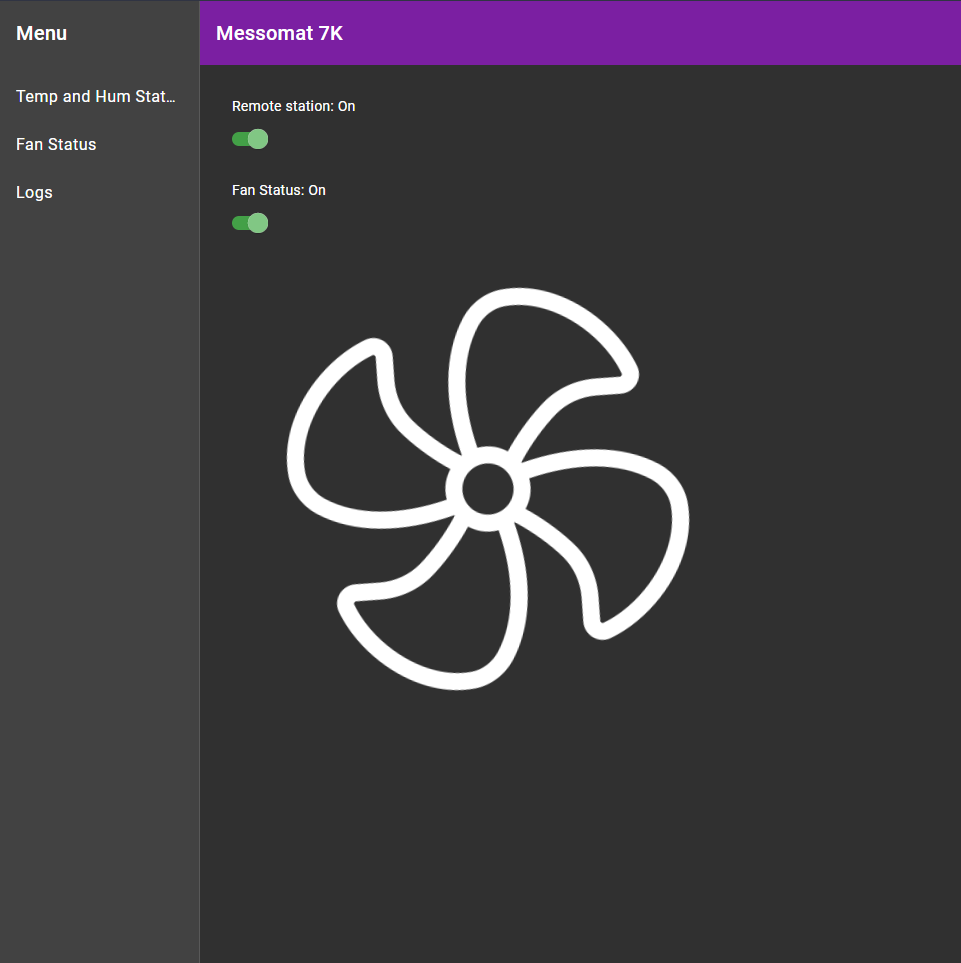 Menu
Messomat 7K
Temp and Hum Stat…
Fan Status
Logs
Remote station: On
Fan Status: On